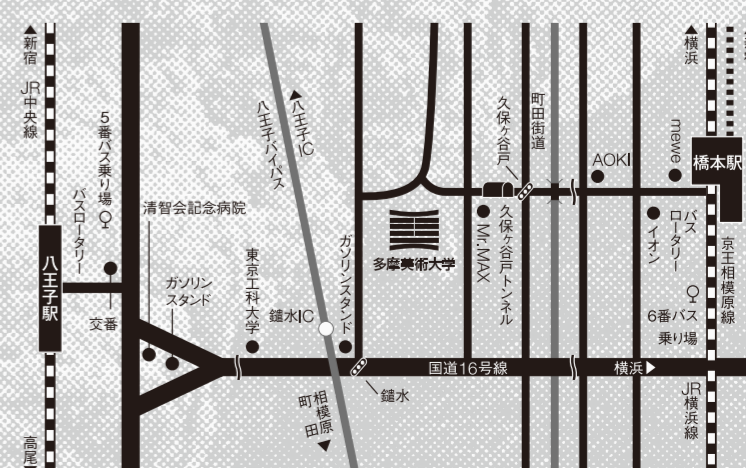 ▲新宿
JR中央線
5番バス乗り場
バスロータリー
八王子駅
交番
高尾
清智会記念病院
ガソリン
スタンド
東京工科大学
▲八王子IC
八王子バイパス
鑓水IC
ガソリンスタンド
鑓水
相模原
町田▼
多摩美術大学
国道16号線
横浜▶
久保ヶ谷戸
町田街道
Mr.MAX
久保ヶ谷戸トンネル
AOKI
mewe
▲横浜
橋本駅
イオン
バス
ロータリー
6番バス
乗り場
京王相模原線
JR横浜線